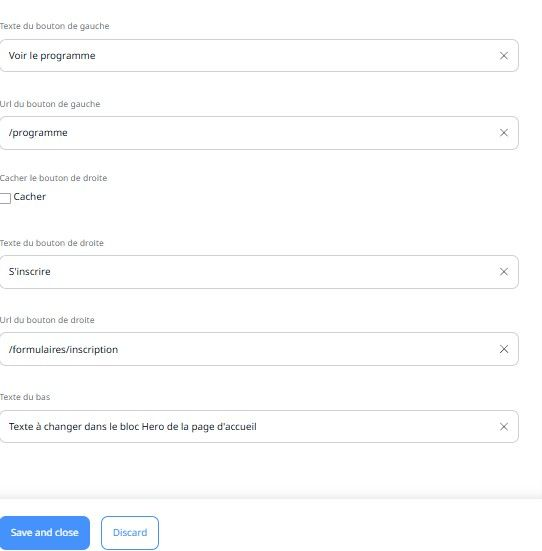 Texte du bouton de gauche
Voir le programme
Url du bouton de gauche
/programme
Cacher le bouton de droite
Cacher
Texte du bouton de droite
S'inscrire
Url du bouton de droite
/formulaires/inscription
Texte du bas
Texte à changer dans le bloc Hero de la page d'accueil
Save and close
Discard